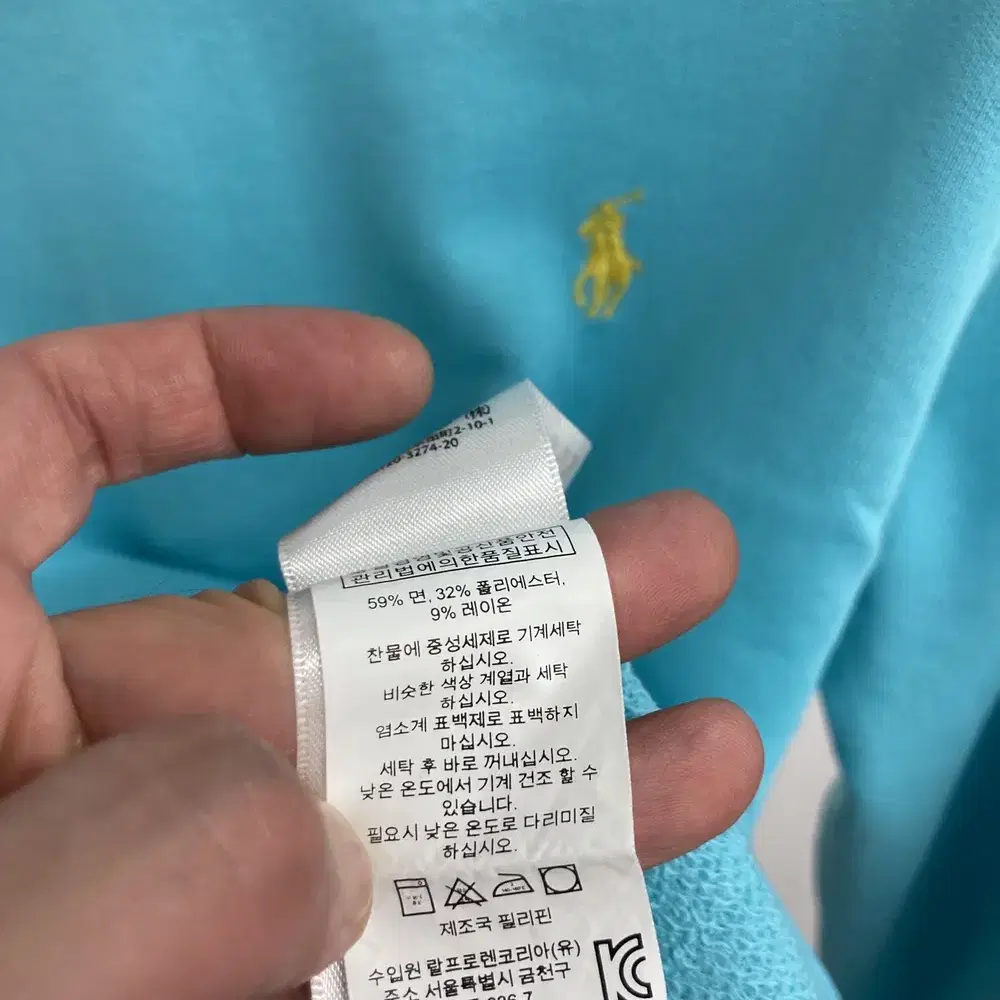 (株)
町2-10-1
3274-20
관리법에의한품질표시
59% 면, 32% 폴리에스터,
9% 레이온
찬물에 중성세제로 기계세탁
하십시오.
비슷한 색상 계열과 세탁
하십시오.
염소계 표백제로 표백하지
마십시오.
세탁 후 바로 꺼내십시오.
낮은 온도에서 기계 건조 할 수
있습니다.
필요시 낮은 온도로 다리미질
하십시오.
제조국 필리핀
수입원 랄프로렌코리아(유)
주소 서울특별시 금천구